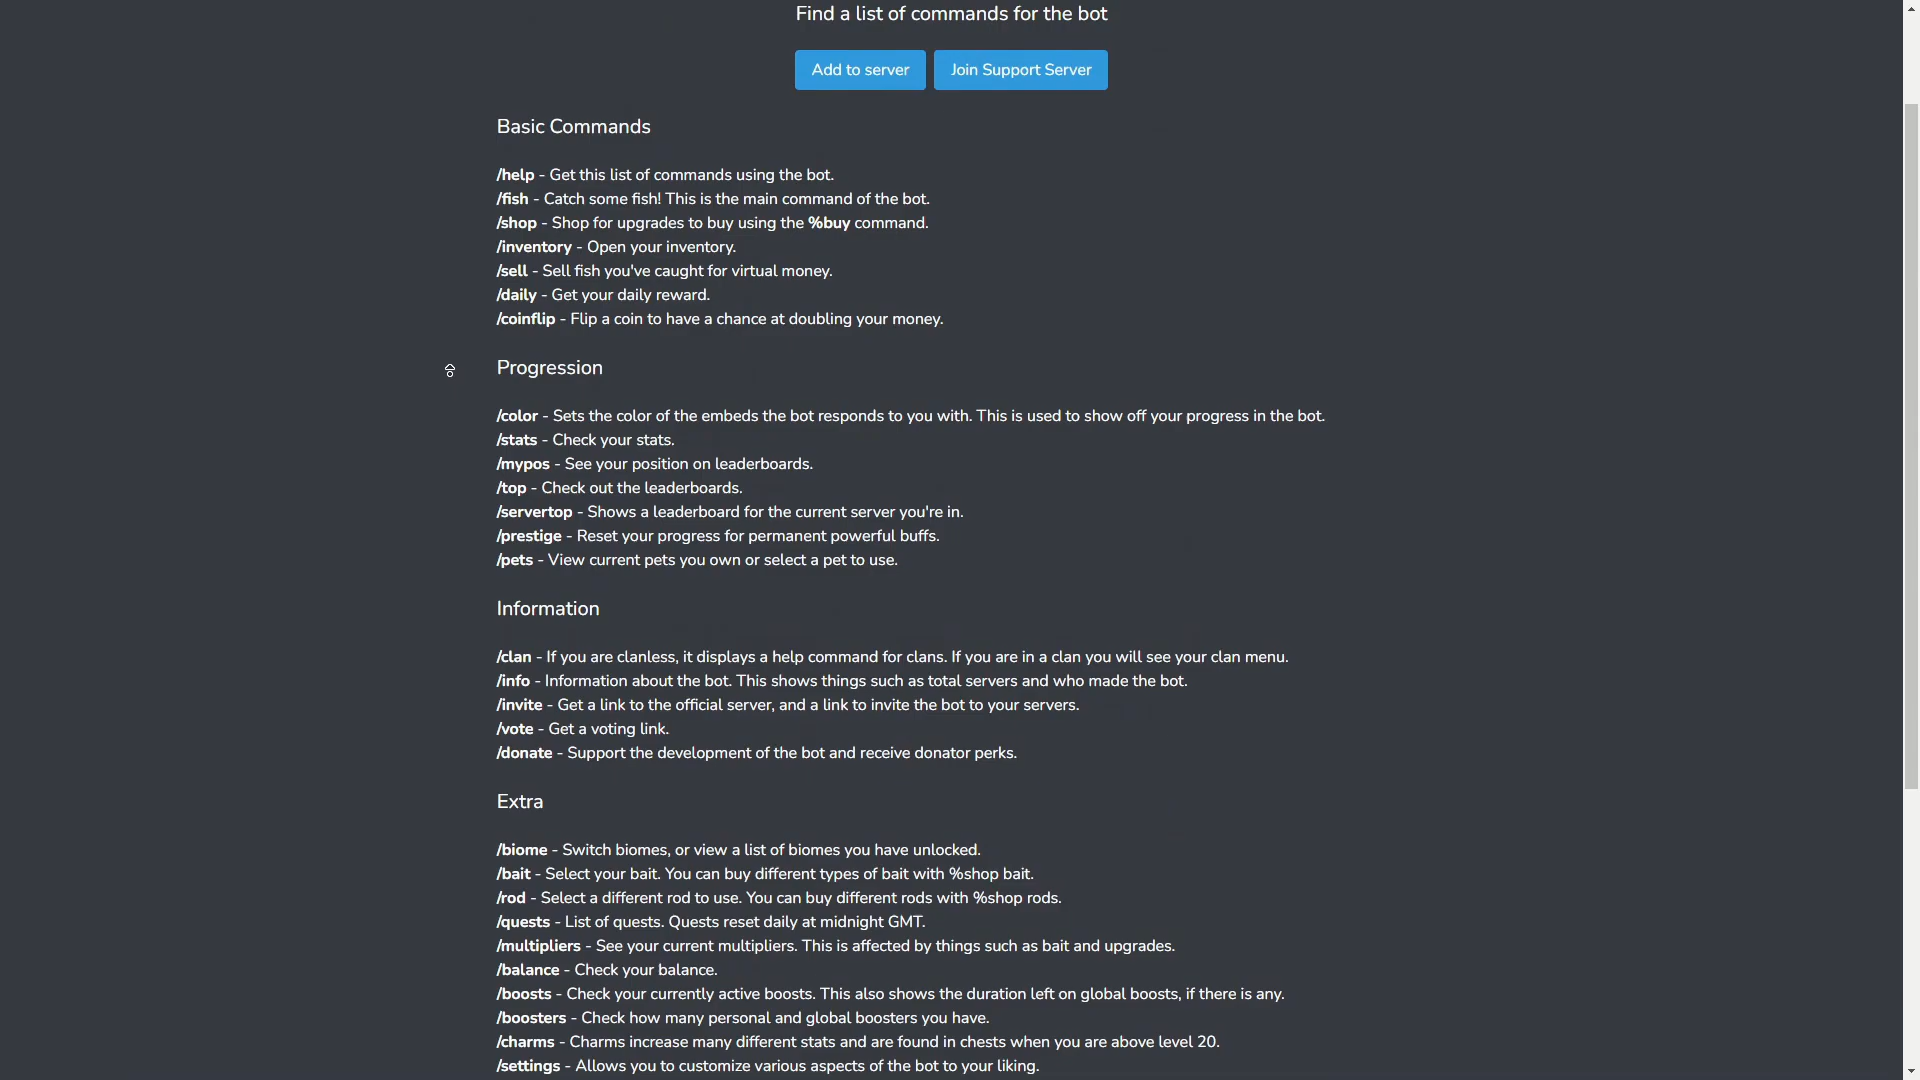 Find a list of commands for the bot
Add to server Join Support Server
Basic Commands
/help - Get this list of commands using the bot.
/fish - Catch some fish! This is the main command of the bot.
/shop - Shop for upgrades to buy using the %buy command.
/inventory - Open your inventory.
/sell - Sell fish you've caught for virtual money.
/daily - Get your daily reward.
/coinflip - Flip a coin to have a chance at doubling your money.
Progression
/color - Sets the color of the embeds the bot responds to you with. This is used to show off your progress in the bot.
/stats - Check your stats.
/mypos - See your position on leaderboards.
/top - Check out the leaderboards.
/servertop - Shows a leaderboard for the current server you're in.
/prestige - Reset your progress for permanent powerful buffs.
/pets - View current pets you own or select a pet to use.
Information
/clan - If you are clanless, it displays a help command for clans. If you are in a clan you will see your clan menu.
/info - Information about the bot. This shows things such as total servers and who made the bot.
/invite - Get a link to the official server, and a link to invite the bot to your servers.
/vote - Get a voting link.
/donate - Support the development of the bot and receive donator perks.
Extra
/biome - Switch biomes, or view a list of biomes you have unlocked.
/bait - Select your bait. You can buy different types of bait with %shop bait.
/rod - Select a different rod to use. You can buy different rods with %shop rods.
/quests - List of quests. Quests reset daily at midnight GMT.
/multipliers - See your current multipliers. This is affected by things such as bait and upgrades.
/balance - Check your balance.
/boosts - Check your currently active boosts. This also shows the duration left on global boosts, if there is any.
/boosters - Check how many personal and global boosters you have.
/charms - Charms increase many different stats and are found in chests when you are above level 20.
/settings - Allows you to customize various aspects of the bot to your liking.